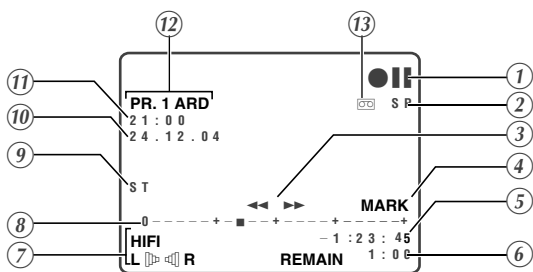 12
13
11
10
9
8
7
1
2
3
4
5
6
PR. 1 ARD
SP
21:00
24.12.04
ST
MARK
0----+-■--+----+----+
-1:23:45
HIFI
L R
REMAIN 1:00